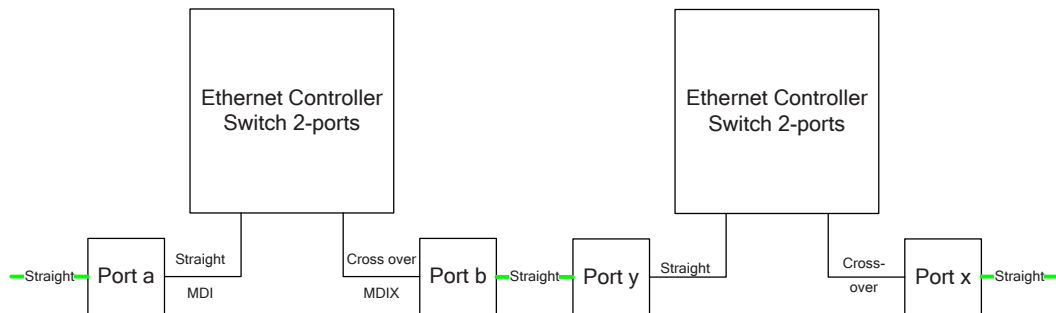 Ethernet Controller
Switch 2-ports
Ethernet Controller
Switch 2-ports
Straight
Port a
Straight
MDI
Cross over
MDIX
Port b
Straight
Port y
Straight
Cross-
over
Port x
Straight